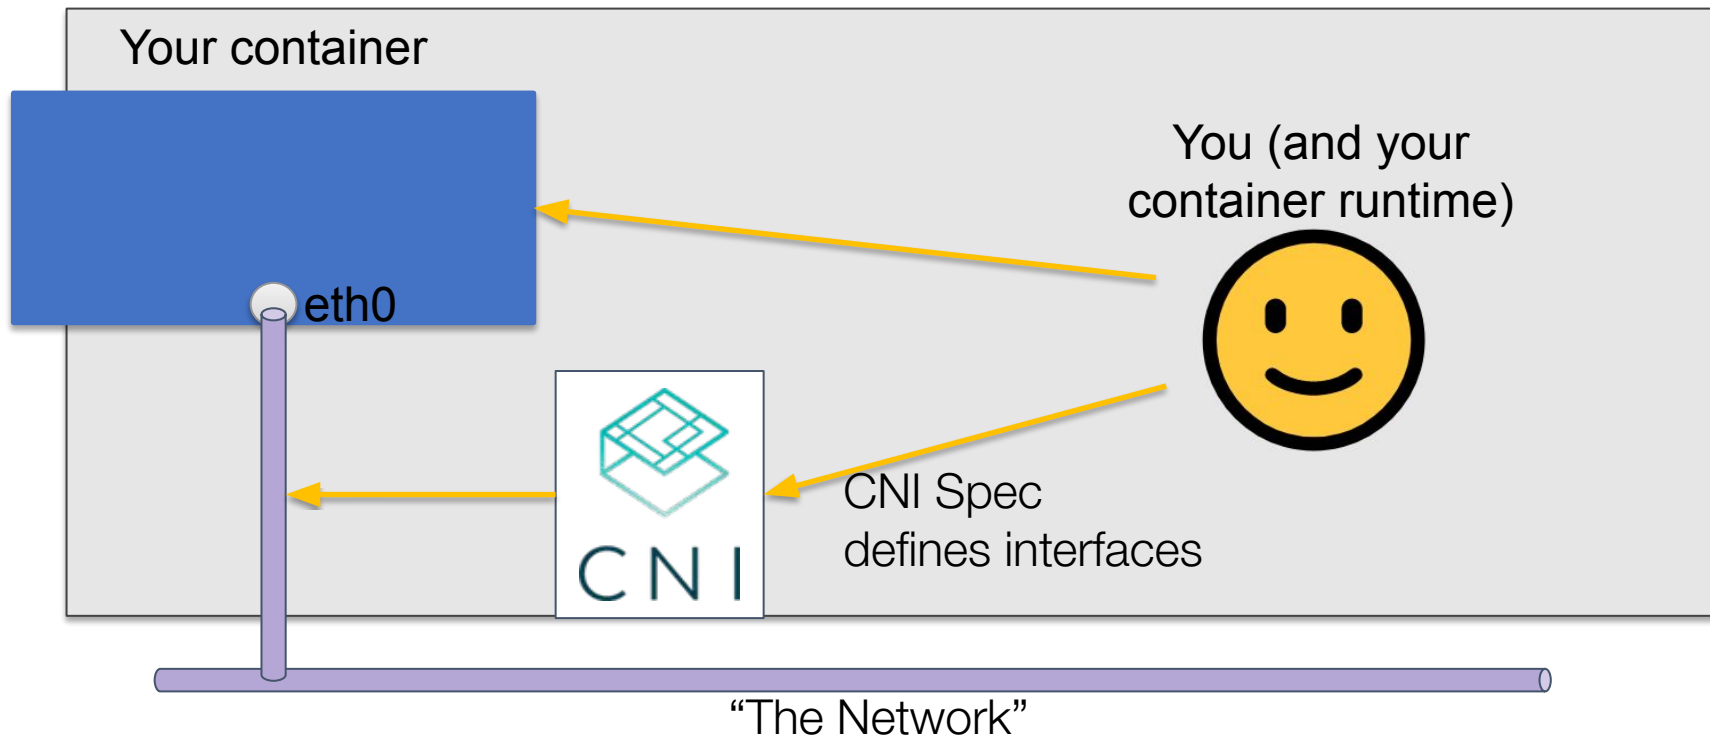 Your container
You (and your
container runtime)
eth0
CNI
CNI Spec
defines interfaces
“The Network”